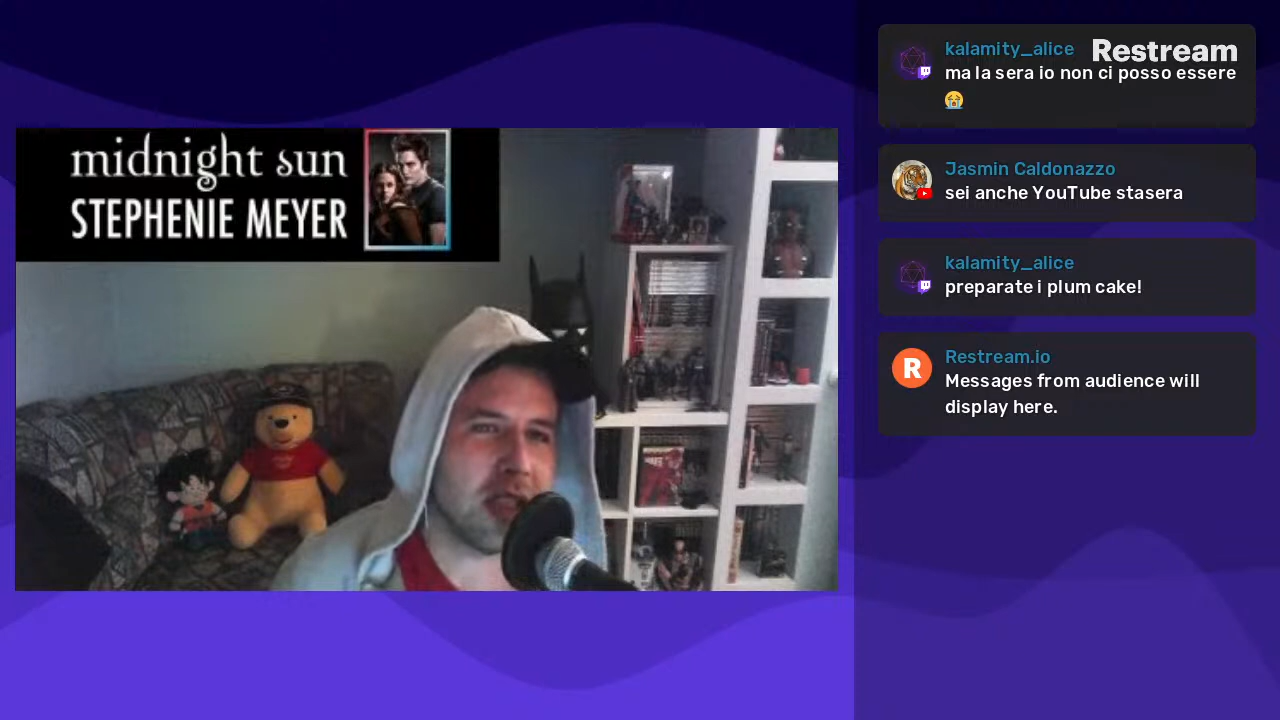 midnight sun
STEPHENIE MEYER
Restream
kalamity_alice
ma la sera io non ci posso essere
😭
Jasmin Caldonazzo
sei anche YouTube stasera
kalamity_alice
preparate i plum cake!
R
Restream.io
Messages from audience will
display here.